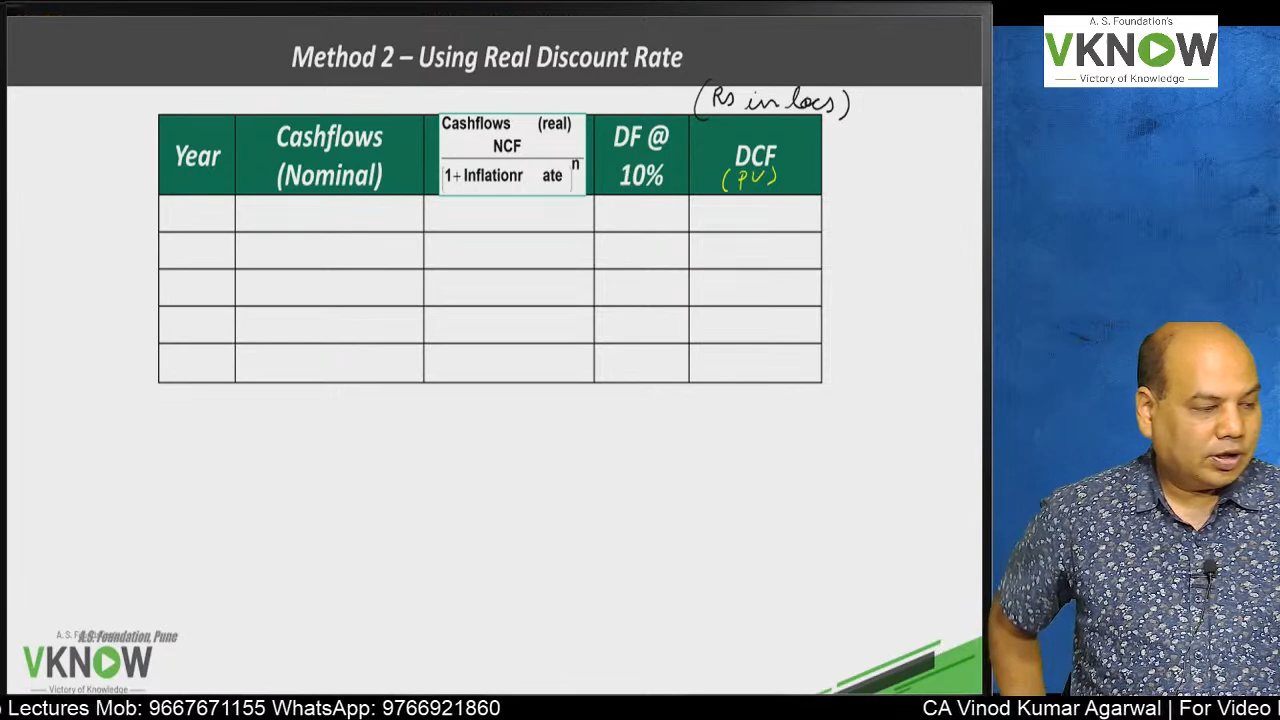 A. S. Foundation's
VKNOW
Victory of Knowledge
Method 2 – Using Real Discount Rate
(Rs in lacs)
Year
Cashflows
(Nominal)
Cashflows (real)
NCF
1+ Inflationr ate n
DF @
10%
DCF
(PV)
A.S. Foundation, Pune
VKNOW
Victory of Knowledge
Lectures Mob: 9667671155 WhatsApp: 9766921860
CA Vinod Kumar Agarwal | For Video